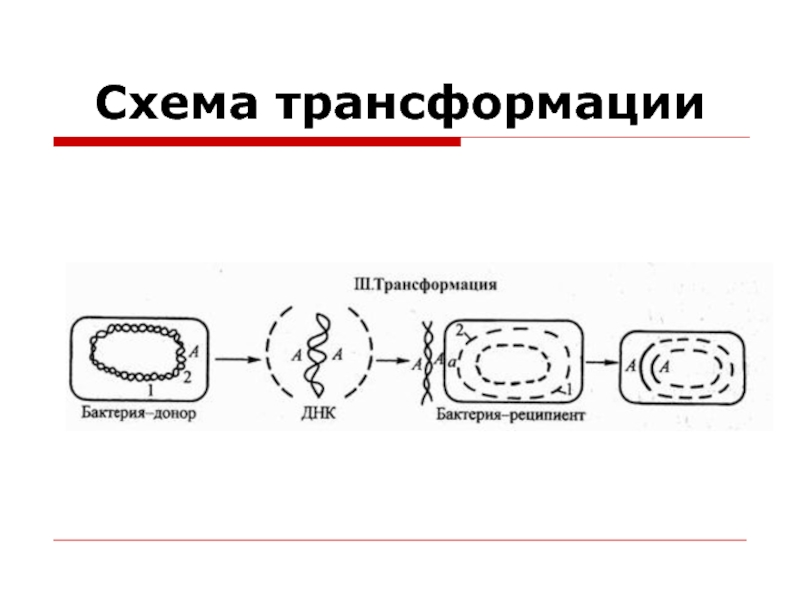 Схема трансформации
III.Трансформация
A 1 2
A A
A A a 2 1
A A
Бактерия–донор ДНК Бактерия–реципиент